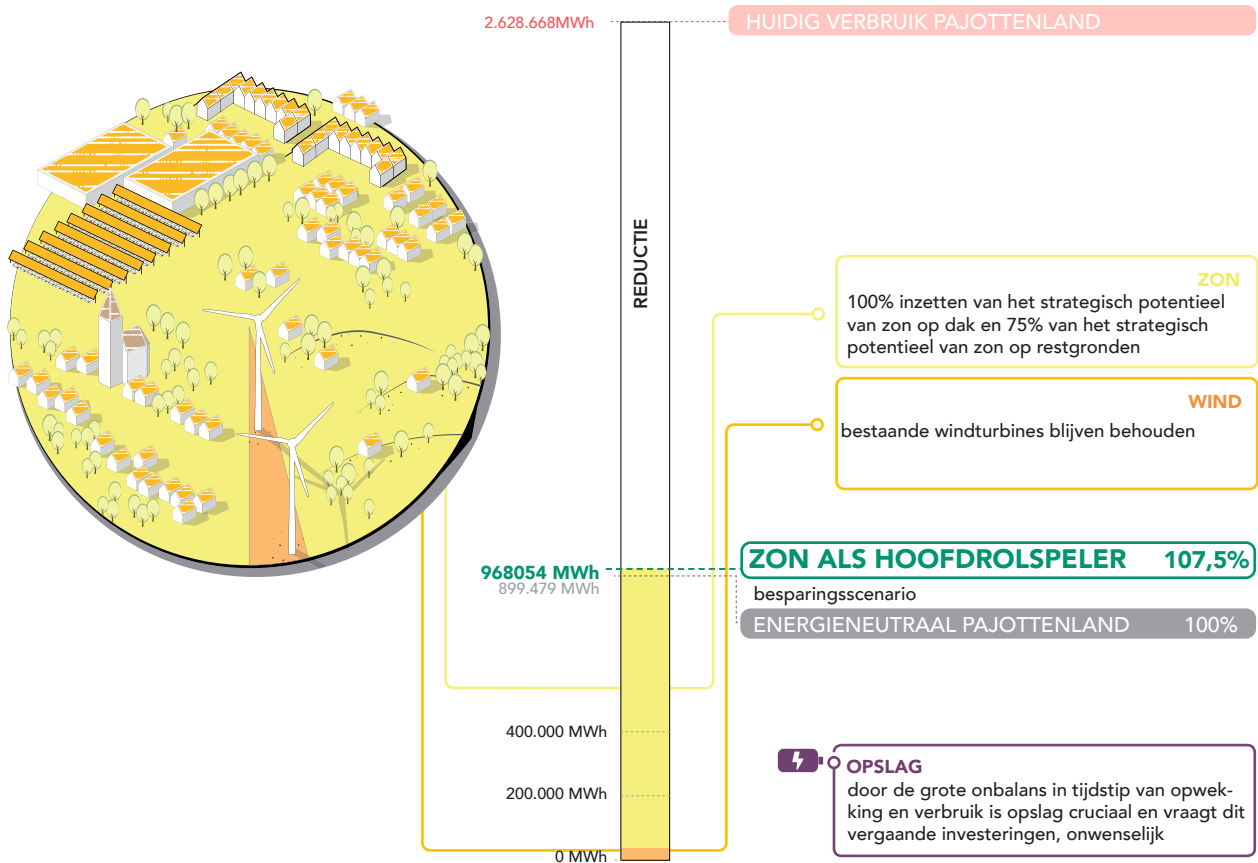 2.628.668MWh
HUIDIG VERBRUIK PAJOTTENLAND
REDUCTIE
ZON
100% inzetten van het strategisch potentieel
van zon op dak en 75% van het strategisch
potentieel van zon op restgronden
WIND
bestaande windturbines blijven behouden
968054 MWh
ZON ALS HOOFDROLSPELER 107,5%
899.479 MWh
besparingsscenario
ENERGIENEUTRAAL PAJOTTENLAND 100%
400.000 MWh
200.000 MWh
0 MWh
OPSLAG
door de grote onbalans in tijdstip van opwek-
king en verbruik is opslag cruciaal en vraagt dit
vergaande investeringen, onwenselijk